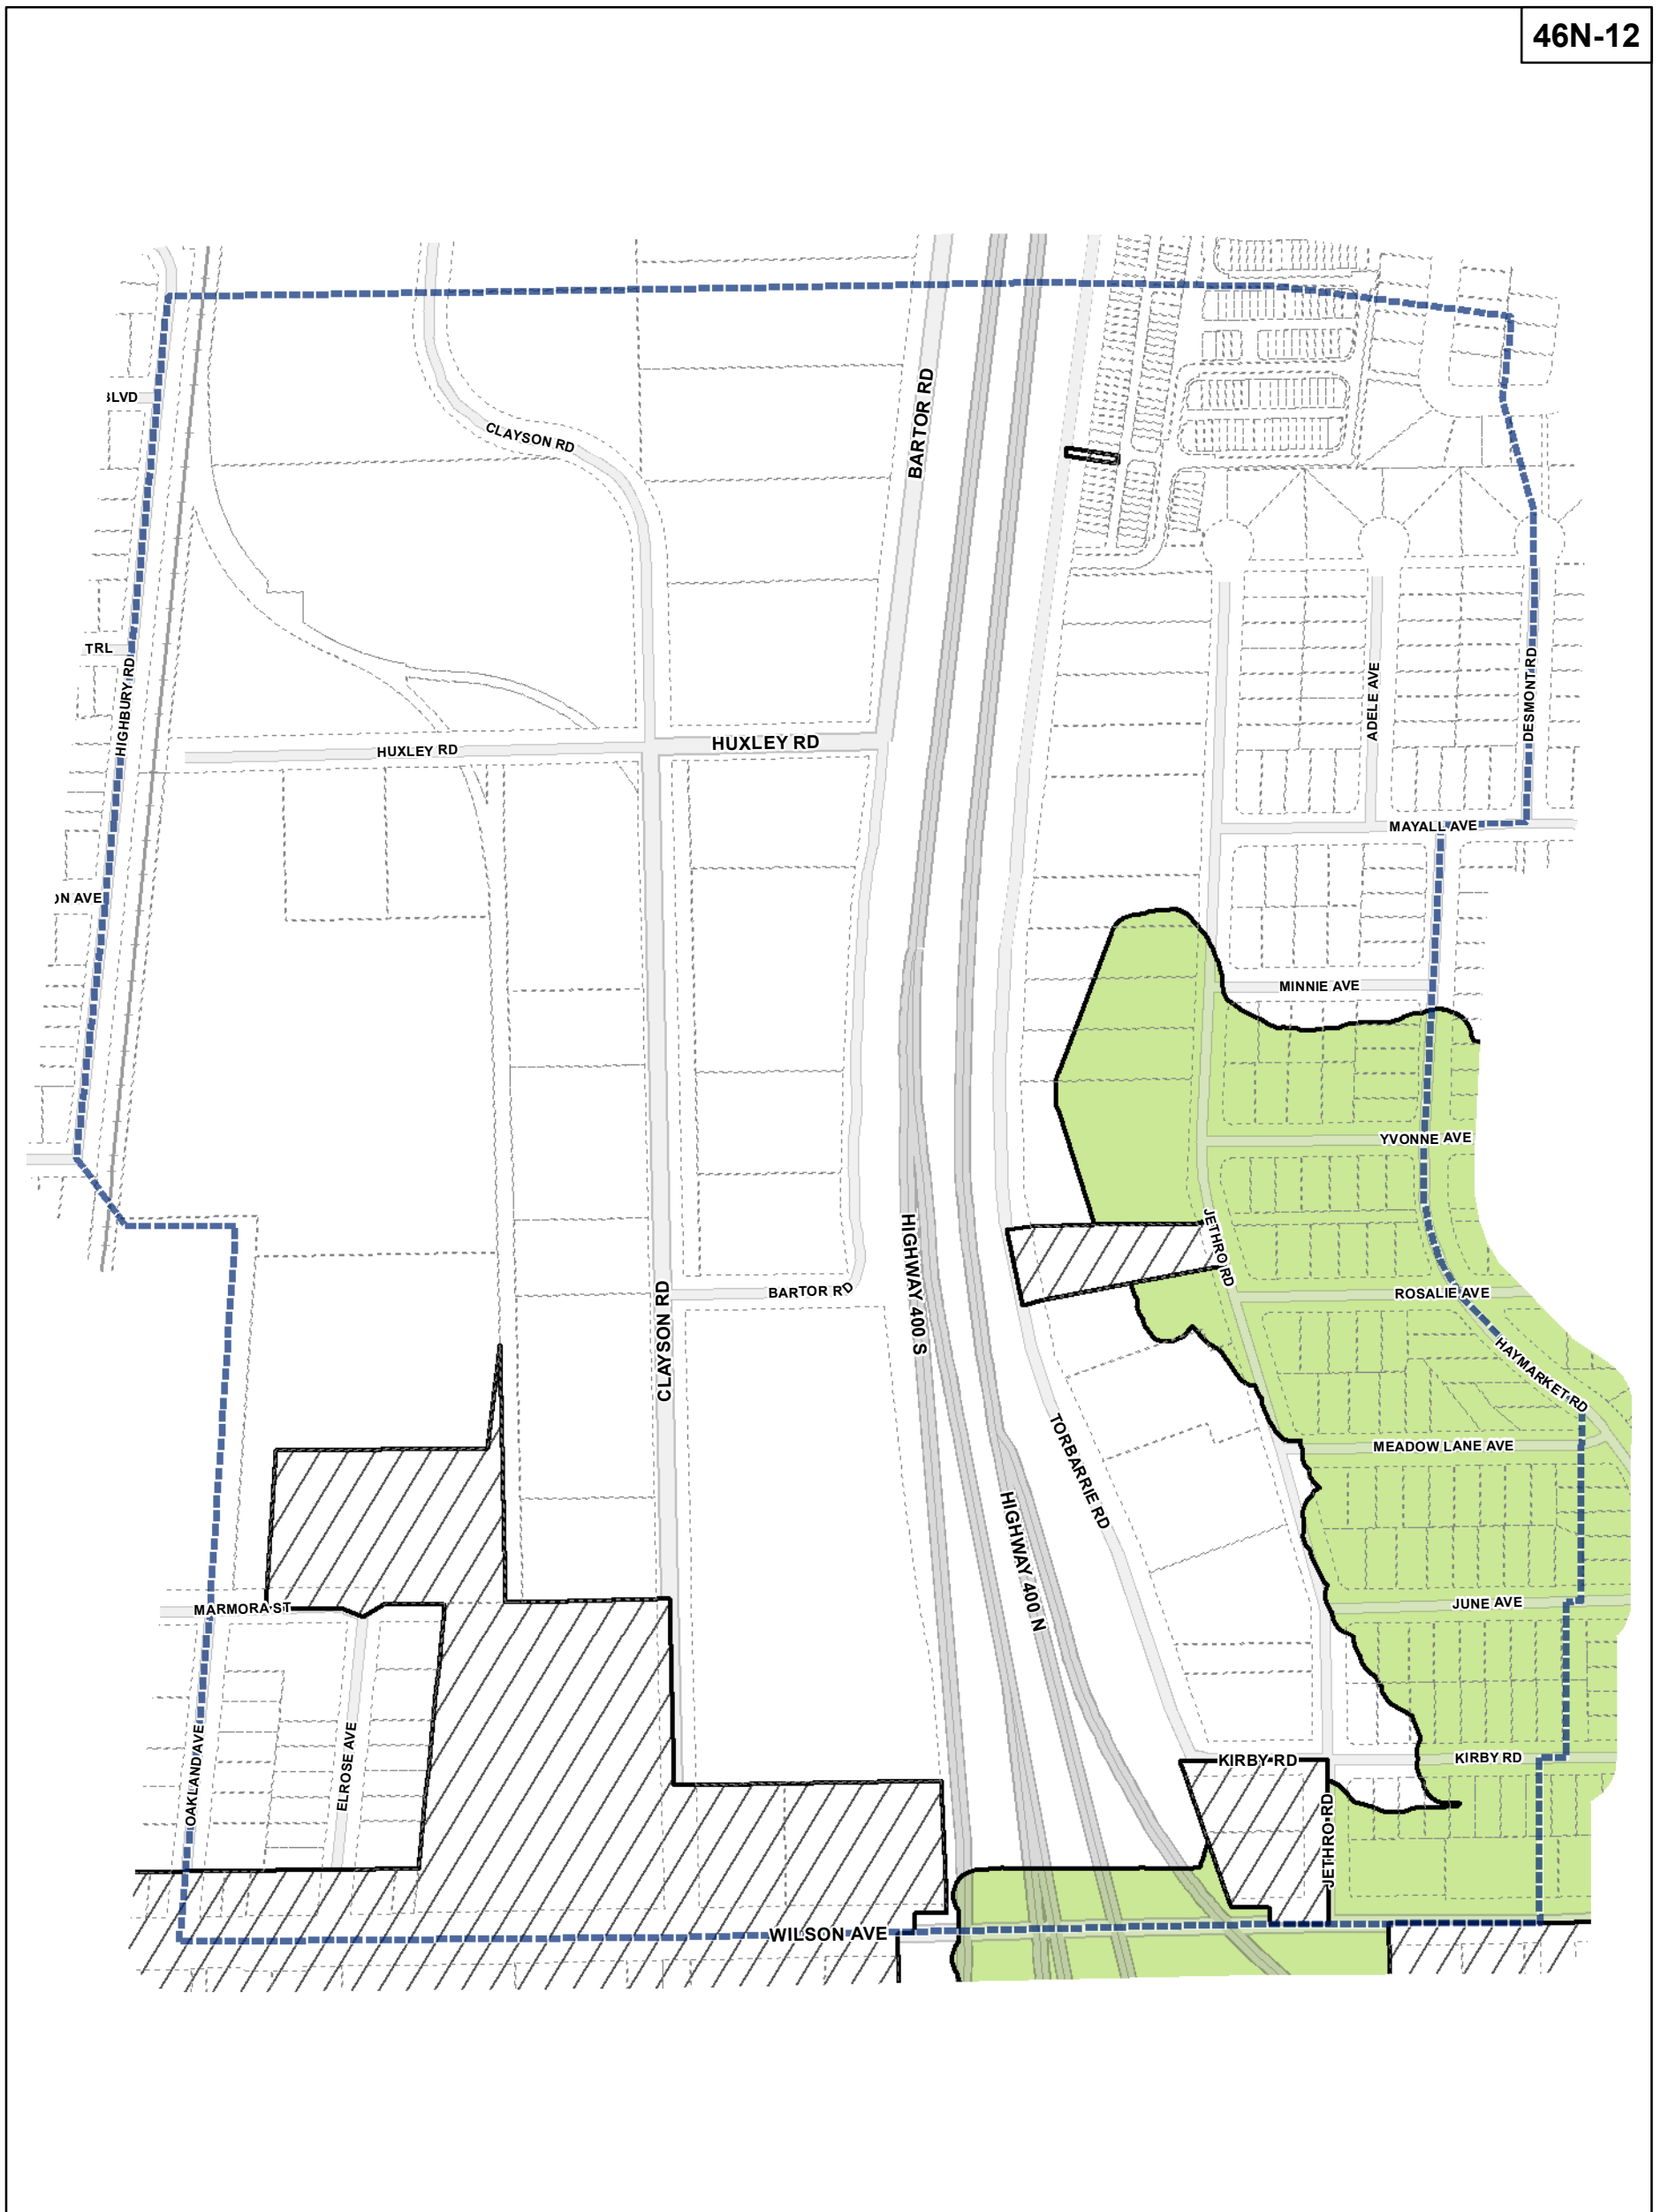 46N-12
BLVD
CLAYSON RD
BARTOR RD
TRL
HIGHBURY RD
HUXLEY RD
HUXLEY RD
ADELE AVE
DESMONT RD
MAYALL AVE
ON AVE
MINNIE AVE
YVONNE AVE
JETHRO RD
HIGHWAY 400 S
CLAYSON RD
BARTOR RD
ROSALIE AVE
HAYMARKET RD
TORBARRIE RD
MEADOW LANE AVE
HIGHWAY 400 N
MARMORA ST
JUNE AVE
OAKLAND AVE
ELROSE AVE
KIRBY RD
KIRBY RD
JETHRO RD
WILSON AVE